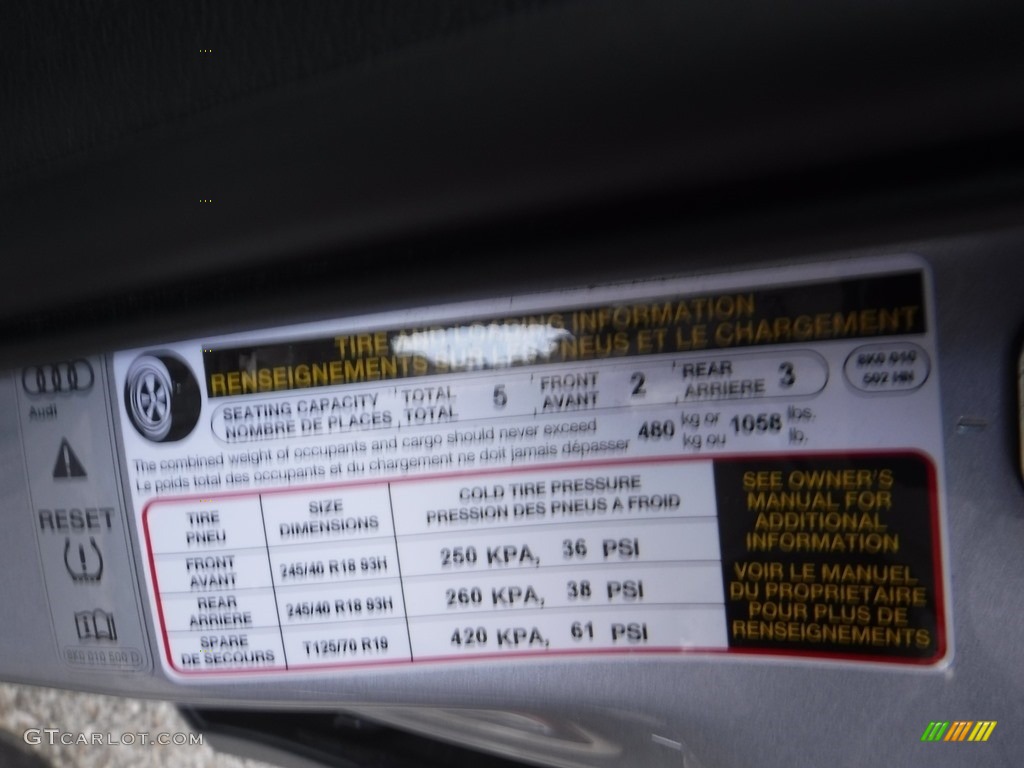 TIRE AND LOADING INFORMATION
RENSEIGNEMENTS SUR LES PNEUS ET LE CHARGEMENT
SEATING CAPACITY TOTAL 5 FRONT 2 REAR 3
NOMBRE DE PLACES TOTAL AVANT ARRIERE
8K0 010
502 HN
The combined weight of occupants and cargo should never exceed 480 kg or 1058 lbs.
Le poids total des occupants et du chargement ne doit jamais dépasser kg ou lb.
TIRE SIZE COLD TIRE PRESSURE
PNEU DIMENSIONS PRESSION DES PNEUS A FROID
FRONT
AVANT
245/40 R18 93H 250 KPA, 36 PSI
REAR
ARRIERE
245/40 R18 93H 260 KPA, 38 PSI
SPARE
DE SECOURS
T125/70 R19 420 KPA, 61 PSI
SEE OWNER'S
MANUAL FOR
ADDITIONAL
INFORMATION
VOIR LE MANUEL
DU PROPRIETAIRE
POUR PLUS DE
RENSEIGNEMENTS
Audi
RESET
GTCARLOT.COM